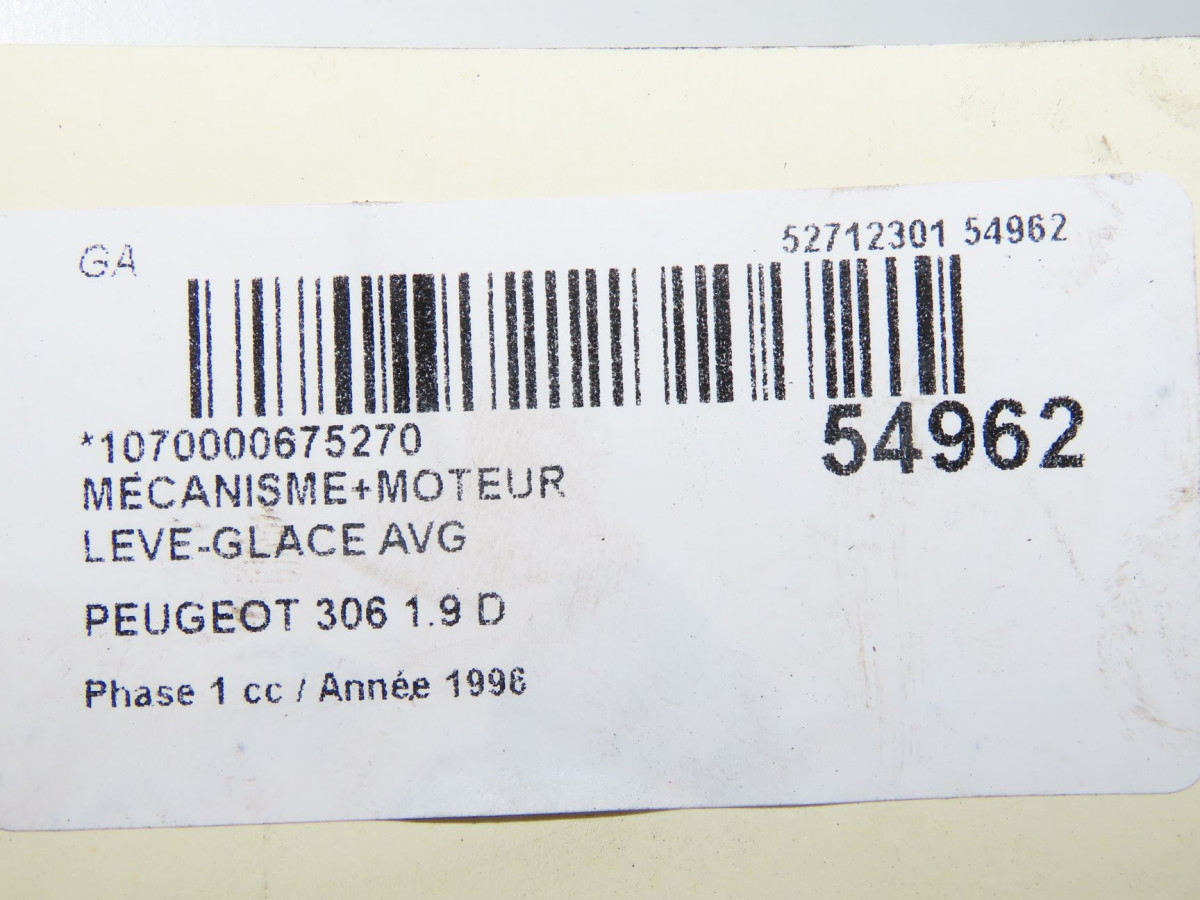 GA
52712301 54962
54962
*1070000675270
MÉCANISME+MOTEUR
LEVE-GLACE AVG
PEUGEOT 306 1.9 D
Phase 1 cc / Année 1996